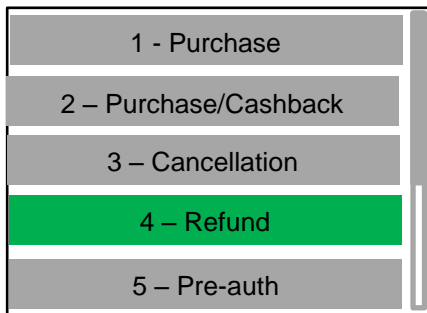 1 - Purchase
2 – Purchase/Cashback
3 – Cancellation
4 – Refund
5 – Pre-auth